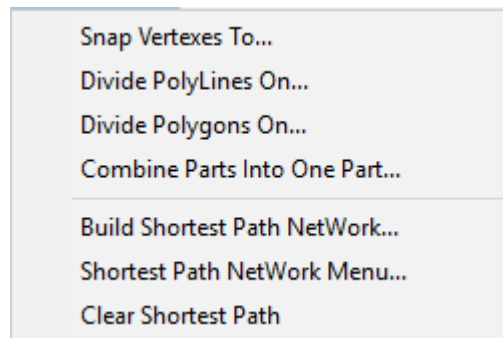 Snap Vertexes To...
Divide PolyLines On...
Divide Polygons On...
Combine Parts Into One Part...
Build Shortest Path NetWork...
Shortest Path NetWork Menu...
Clear Shortest Path